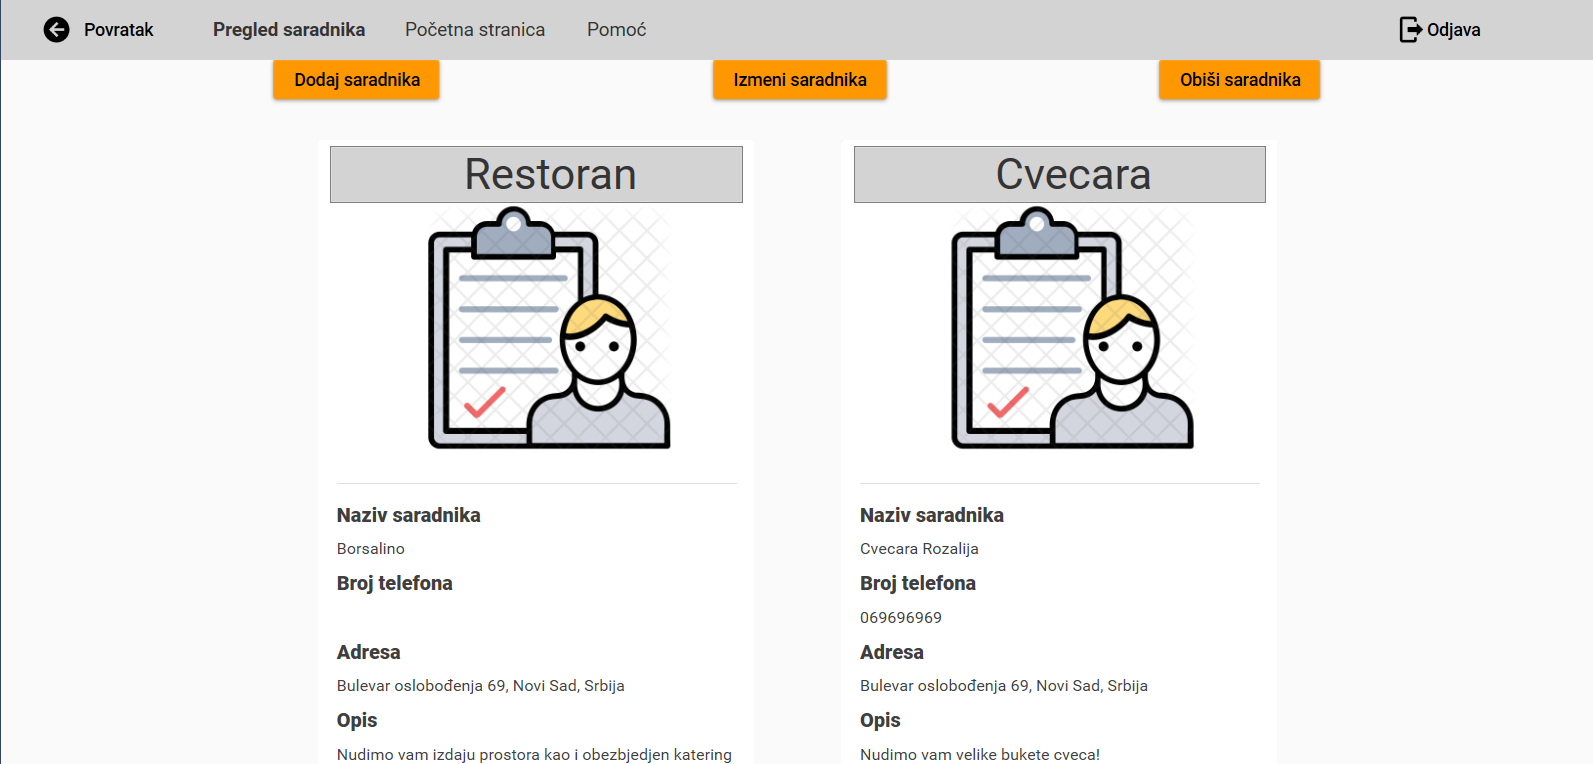 Povratak Pregled saradnika Početna stranica Pomoć Odjava
Dodaj saradnika Izmeni saradnika Obiši saradnika
Restoran
Naziv saradnika
Borsalino
Broj telefona
Adresa
Bulevar oslobođenja 69, Novi Sad, Srbija
Opis
Nudimo vam izdaju prostora kao i obezbjedjen katering
Cvecara
Naziv saradnika
Cvecara Rozalija
Broj telefona
069696969
Adresa
Bulevar oslobođenja 69, Novi Sad, Srbija
Opis
Nudimo vam velike bukete cveca!